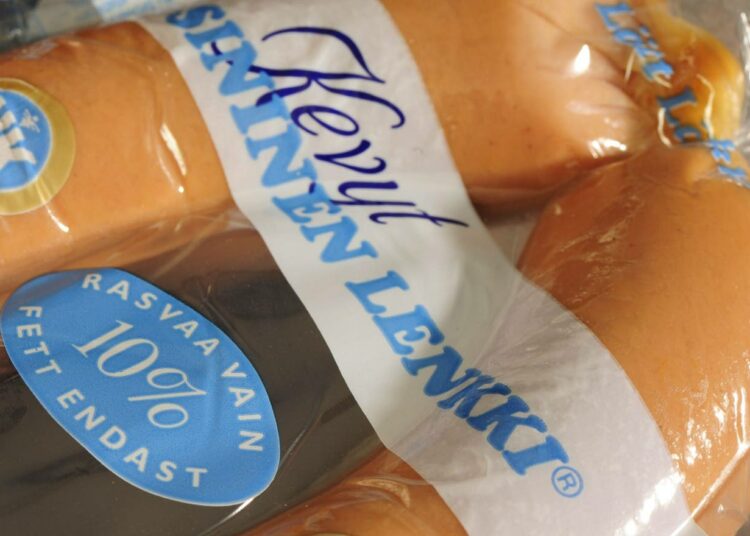 Kevyt
SININEN LENKKI®
RASVAA VAIN
10%
FETT ENDAST